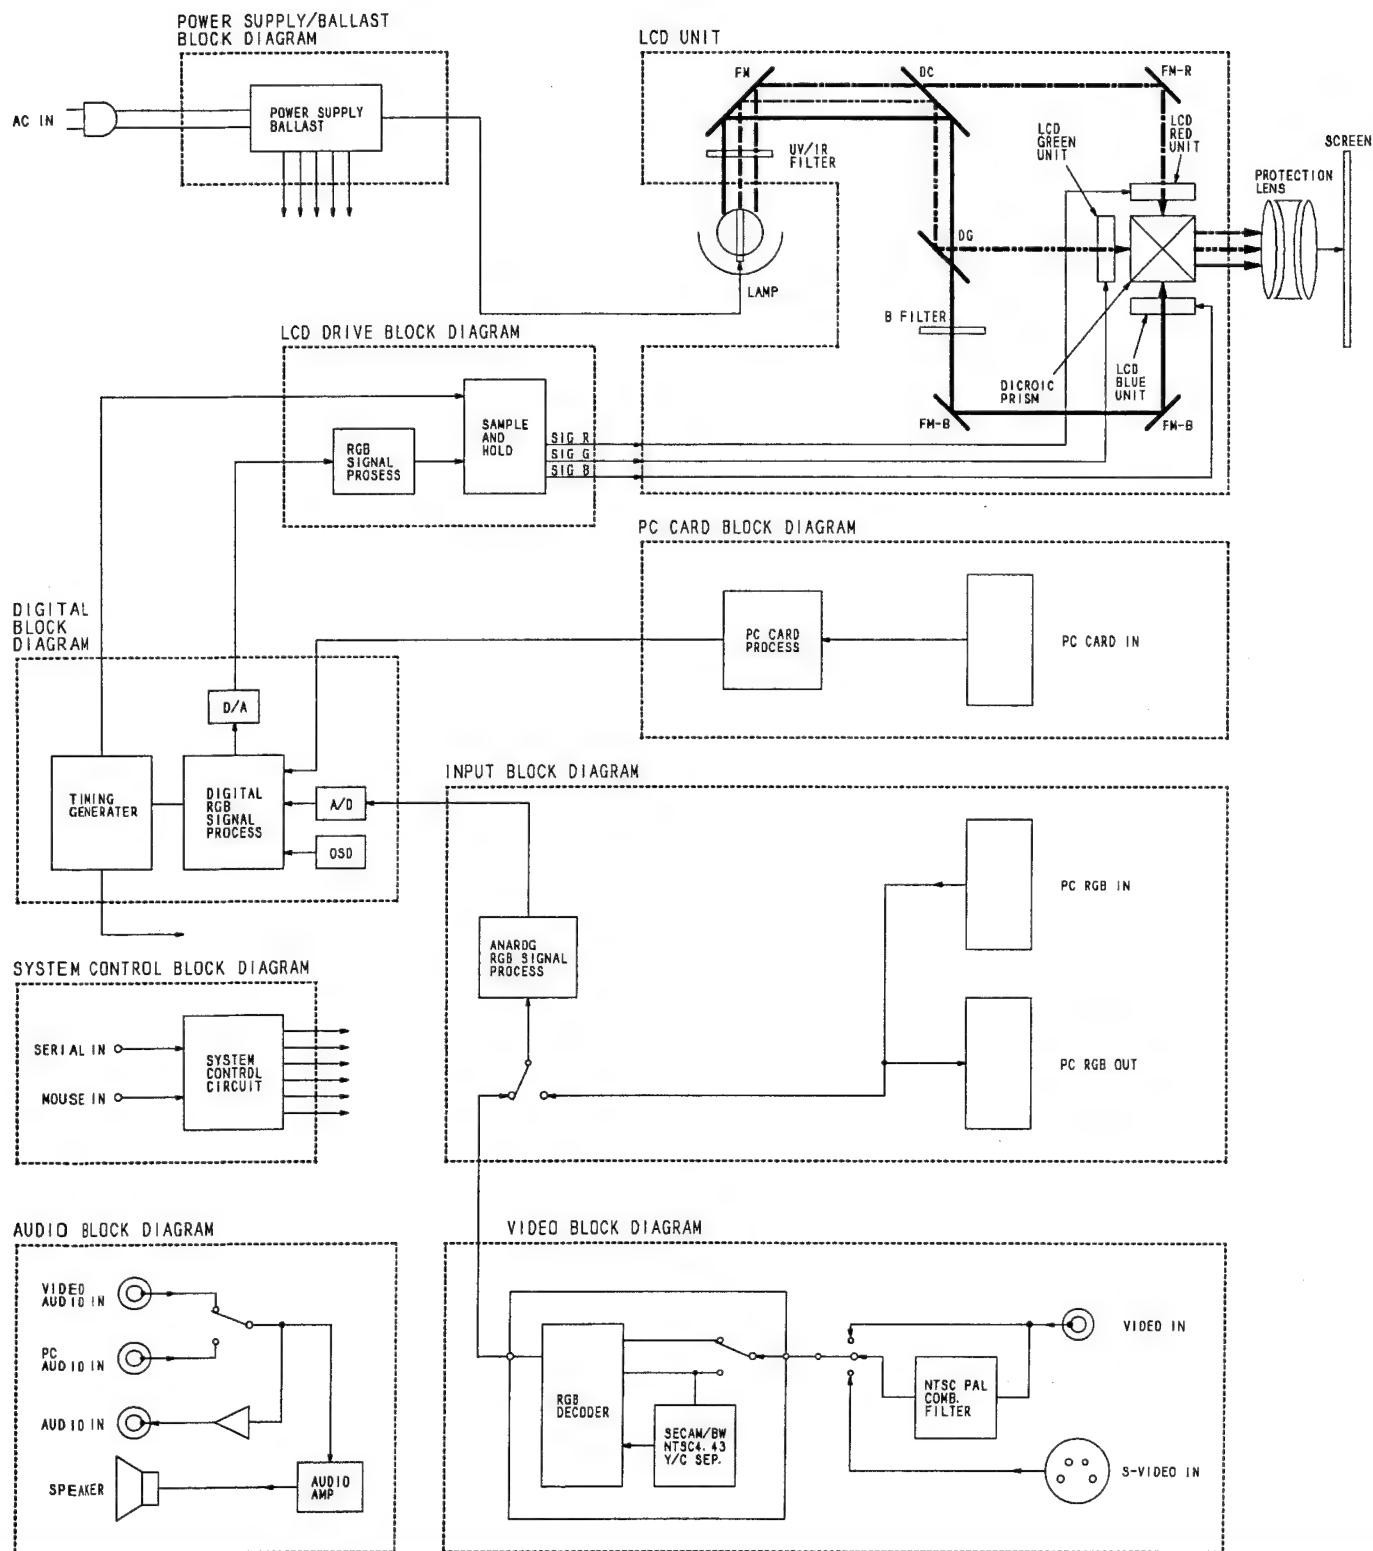 POWER SUPPLY/BALLAST
BLOCK DIAGRAM
AC IN
POWER SUPPLY
BALLAST
LCD UNIT
FM
DC
FM-R
UV/IR
FILTER
LCD
GREEN
UNIT
LCD
RED
UNIT
SCREEN
PROTECTION
LENS
DG
LAMP
B FILTER
DICROIC
PRISM
LCD
BLUE
UNIT
FM-B
FM-B
LCD DRIVE BLOCK DIAGRAM
SAMPLE
AND
HOLD
RGB
SIGNAL
PROSESS
SIG R
SIG G
SIG B
PC CARD BLOCK DIAGRAM
PC CARD
PROCESS
PC CARD IN
DIGITAL
BLOCK
DIAGRAM
D/A
TIMING
GENERATER
DIGITAL
RGB
SIGNAL
PROCESS
A/D
OSD
INPUT BLOCK DIAGRAM
PC RGB IN
ANAROG
RGB SIGNAL
PROCESS
PC RGB OUT
SYSTEM CONTROL BLOCK DIAGRAM
SERIAL IN
MOUSE IN
SYSTEM
CONTROL
CIRCUIT
AUDIO BLOCK DIAGRAM
VIDEO
AUDIO IN
PC
AUDIO IN
AUDIO IN
SPEAKER
AUDIO
AMP
VIDEO BLOCK DIAGRAM
RGB
DECODER
SECAM/BW
NTSC4.43
Y/C SEP.
NTSC PAL
COMB.
FILTER
VIDEO IN
S-VIDEO IN